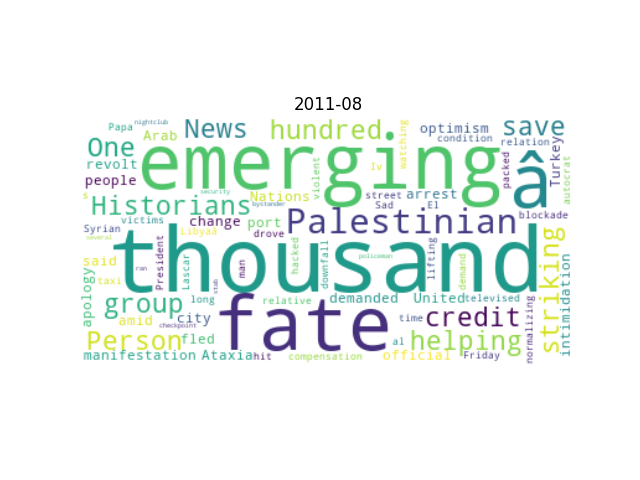 2011-08
Papa nightclub News hundred watching optimism save
One Arab emerging condition relation
revolt Iv packed Turkey
people security violent street arrest â autocrat
s Historians Nations Sad El
victims change port Palestinian blockade
Syrian Libyaâ drove bystander
several thousand
said President Lascar man hacked downfall policeman lifting demand striking
taxi ran stab
apology group long relative demanded United televised intimidation
amid city checkpoint fate time credit normalizing
Person fled al helping
manifestation Ataxia hit compensation official Friday